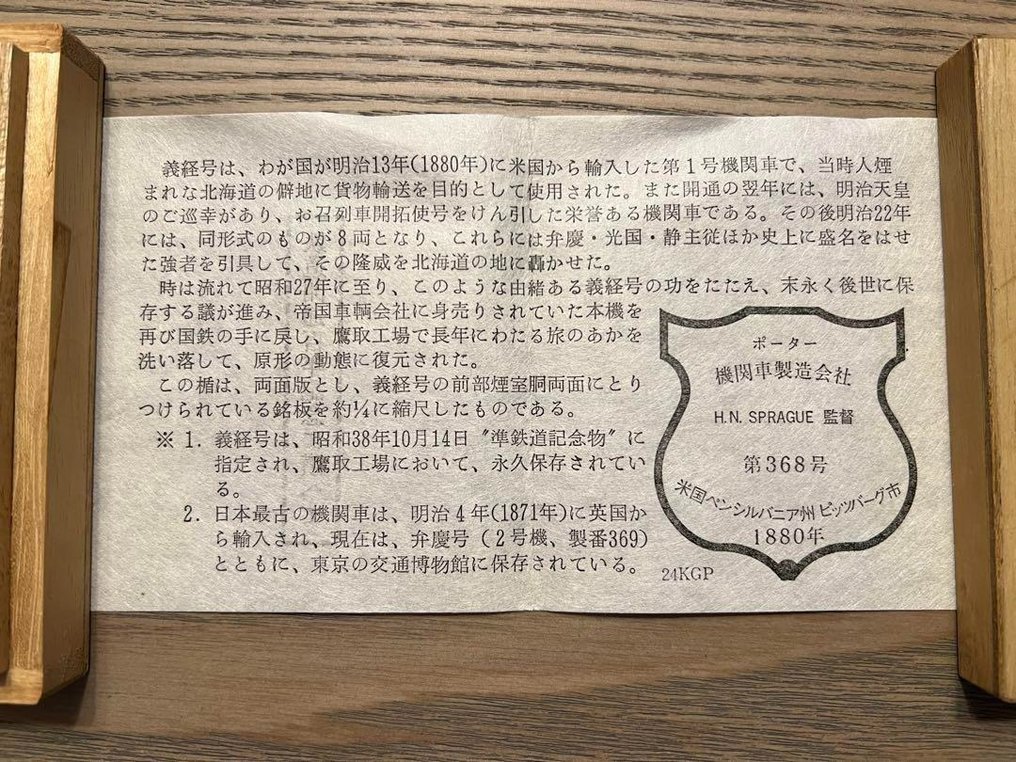 義経号は、わが国が明治13年(1880年)に米国から輸入した第1号機関車で、当時人煙
まれな北海道の僻地に貨物輸送を目的として使用された。また開通の翌年には、明治天皇
のご巡幸があり、お召列車開拓使号をけん引した栄誉ある機関車である。その後明治22年
には、同形式のものが8両となり、これらには弁慶・光国・静主従ほか史上に盛名をはせ
た強者を引具して、その隆威を北海道の地に轟かせた。
時は流れて昭和27年に至り、このような由緒ある義経号の功をたたえ、末永く後世に保
存する議が進み、帝国車輌会社に身売りされていた本機を
再び国鉄の手に戻し、鷹取工場で長年にわたる旅のあかを
洗い落して、原形の動態に復元された。
この楯は、両面版とし、義経号の前部煙室胴両面にとり
つけられている銘板を約¼に縮尺したものである。
※1. 義経号は、昭和38年10月14日〝準鉄道記念物〟に
指定され、鷹取工場において、永久保存されてい
る。
2. 日本最古の機関車は、明治4年(1871年)に英国か
ら輸入され、現在は、弁慶号(2号機、製番369)
とともに、東京の交通博物館に保存されている。
ポーター
機関車製造会社
H.N. SPRAGUE 監督
第368号
米国ペンシルバニア州ピッツバーグ市
1880年
24KGP